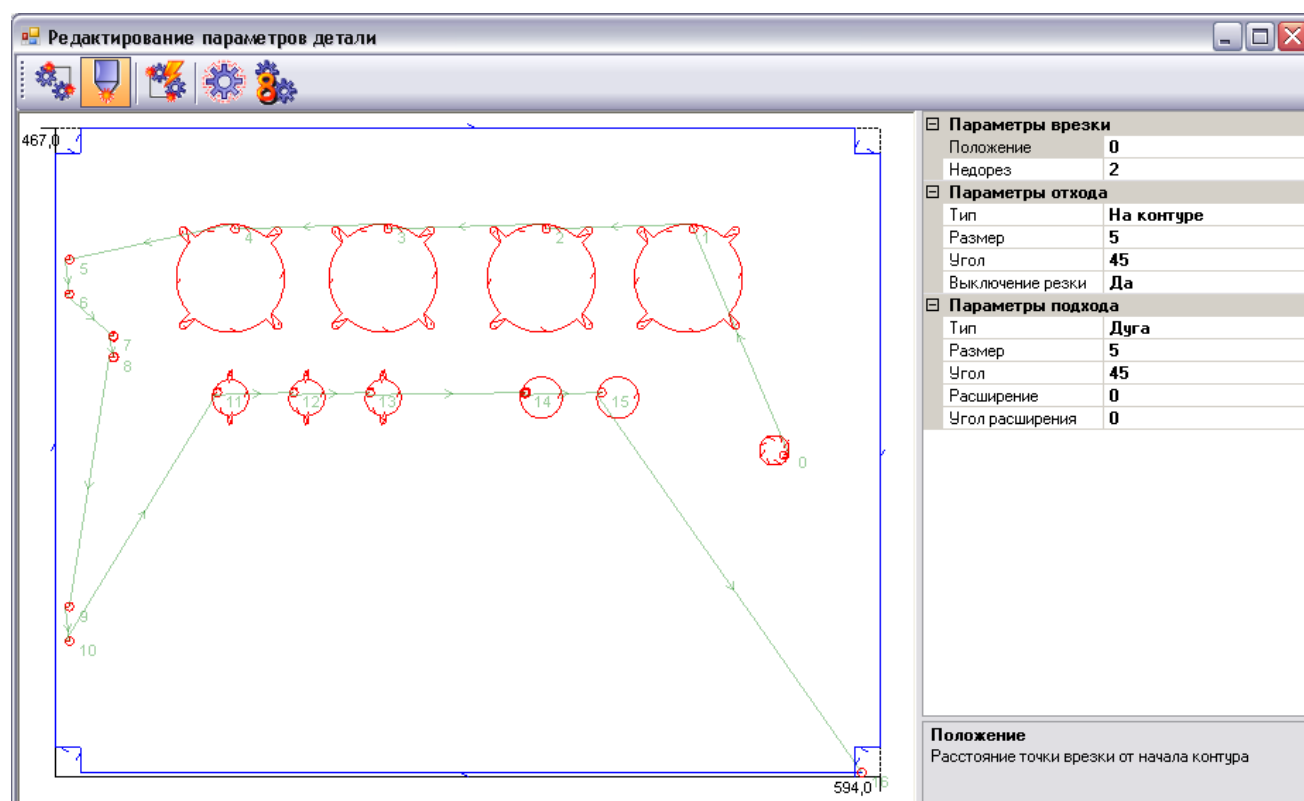 Редактирование параметров детали
467,0
4
3
2
1
5
6
7
8
11
12
13
14
15
0
9
10
16
594,0
Параметры врезки
Положение 0
Недорез 2
Параметры отхода
Тип На контуре
Размер 5
Угол 45
Выключение резки Да
Параметры подхода
Тип Дуга
Размер 5
Угол 45
Расширение 0
Угол расширения 0
Положение
Расстояние точки врезки от начала контура